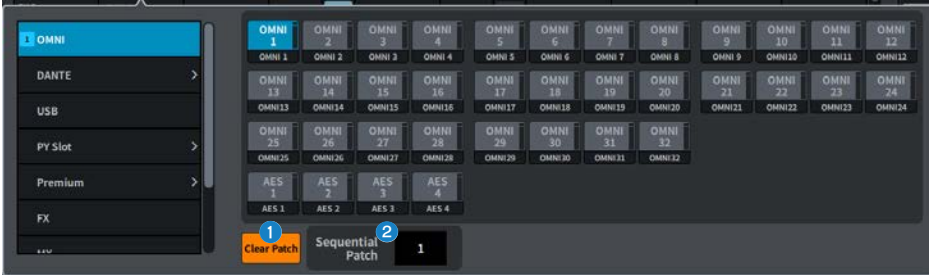 1 OMNI
DANTE
USB
PY Slot
Premium
FX
OMNI 1 OMNI 2 OMNI 3 OMNI 4 OMNI 5 OMNI 6 OMNI 7 OMNI 8 OMNI 9 OMNI 10 OMNI 11 OMNI 12
OMNI 1 OMNI 2 OMNI 3 OMNI 4 OMNI 5 OMNI 6 OMNI 7 OMNI 8 OMNI 9 OMNI10 OMNI11 OMNI12
OMNI 13 OMNI 14 OMNI 15 OMNI 16 OMNI 17 OMNI 18 OMNI 19 OMNI 20 OMNI 21 OMNI 22 OMNI 23 OMNI 24
OMNI13 OMNI14 OMNI15 OMNI16 OMNI17 OMNI18 OMNI19 OMNI20 OMNI21 OMNI22 OMNI23 OMNI24
OMNI 25 OMNI 26 OMNI 27 OMNI 28 OMNI 29 OMNI 30 OMNI 31 OMNI 32
OMNI25 OMNI26 OMNI27 OMNI28 OMNI29 OMNI30 OMNI31 OMNI32
AES 1 AES 2 AES 3 AES 4
AES 1 AES 2 AES 3 AES 4
1 2
Clear Patch
Sequential
Patch
1